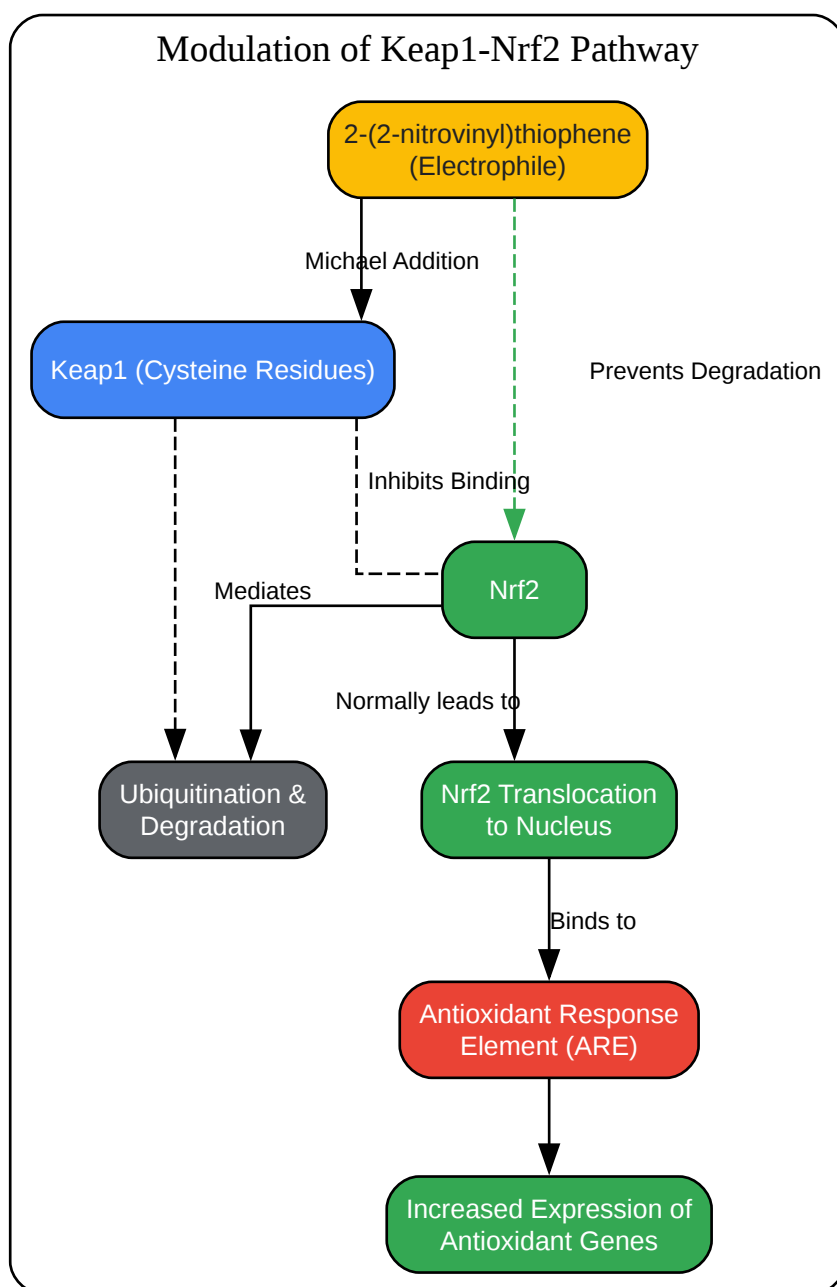 Modulation of Keap1-Nrf2 Pathway
2-(2-nitrovinyl)thiophene
(Electrophile)
Michael Addition
Keap1 (Cysteine Residues)
Prevents Degradation
Inhibits Binding
Nrf2
Mediates
Normally leads to
Ubiquitination &
Degradation
Nrf2 Translocation
to Nucleus
Binds to
Antioxidant Response
Element (ARE)
Increased Expression of
Antioxidant Genes